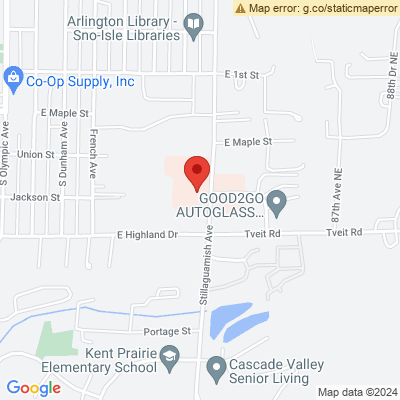 Map error: g.co/staticmaperror
Arlington Library -
Sno-Isle Libraries
E 1st St
88th Dr NE
Co-Op Supply, Inc
E Maple St
E Maple St
S Olympic Ave
S Dunham Ave
French Ave
Union St
Jackson St
GOOD2GO
AUTOGLASS...
87th Ave NE
E Highland Dr
Tveit Rd
Stillaguamish Ave
Portage St
Kent Prairie
Elementary School
Cascade Valley
Senior Living
Google
Map data ©2024